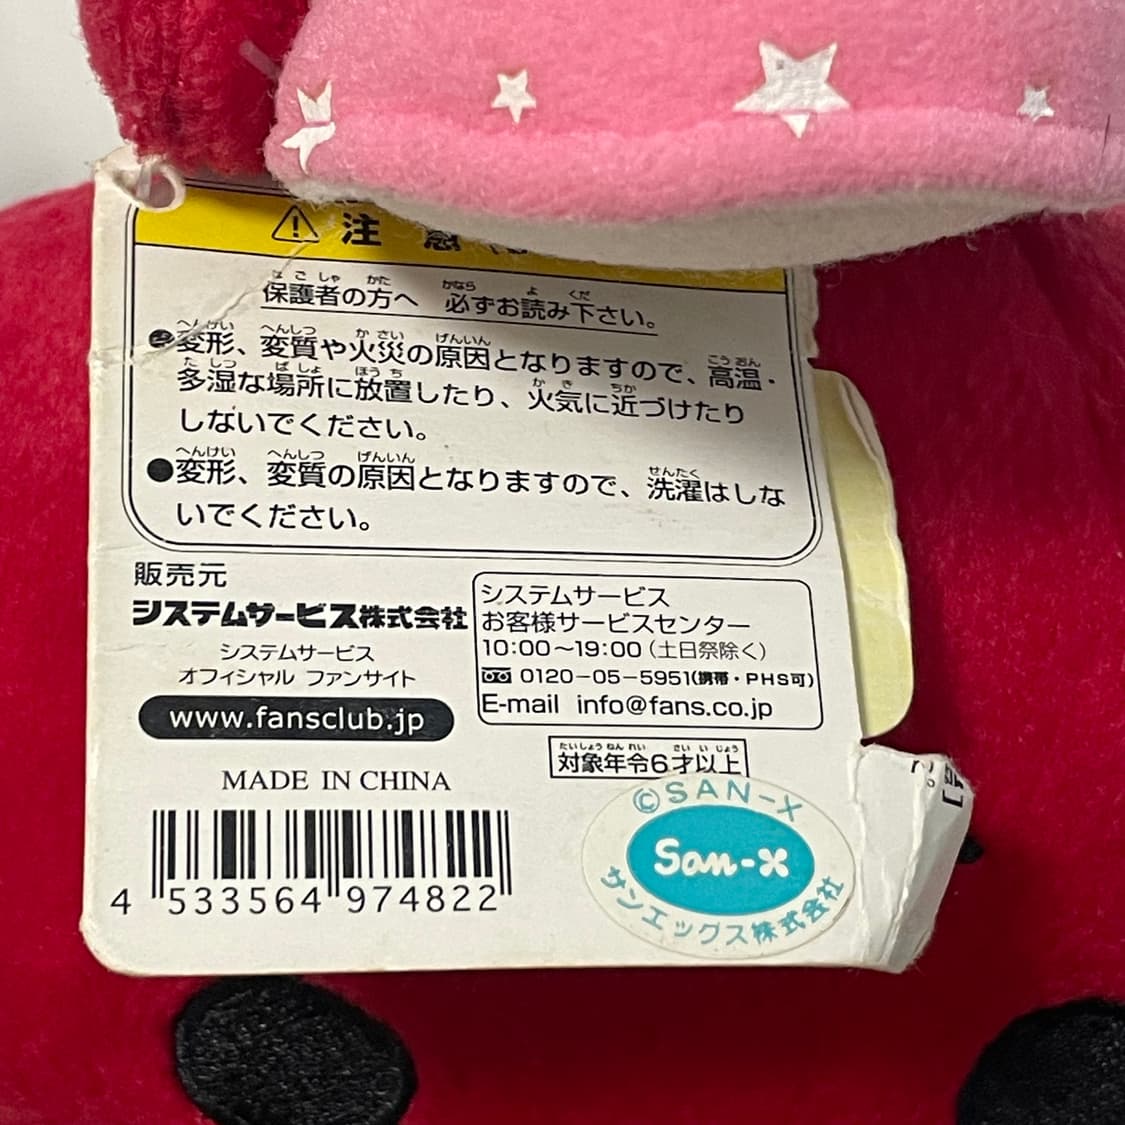 ⚠ 注意
保護者の方へ 必ずお読み下さい。
●変形、変質や火災の原因となりますので、高温・
多湿な場所に放置したり、火気に近づけたり
しないでください。
●変形、変質の原因となりますので、洗濯はしな
いでください。
販売元
システムサービス株式会社
システムサービス
オフィシャル ファンサイト
www.fansclub.jp
MADE IN CHINA
システムサービス
お客様サービスセンター
10:00〜19:00（土日祭除く）
0120-05-5951(携帯・PHS可)
E-mail info@fans.co.jp
対象年令6才以上
4 533564 974822
©SAN-X
San-x
サンエックス株式会社